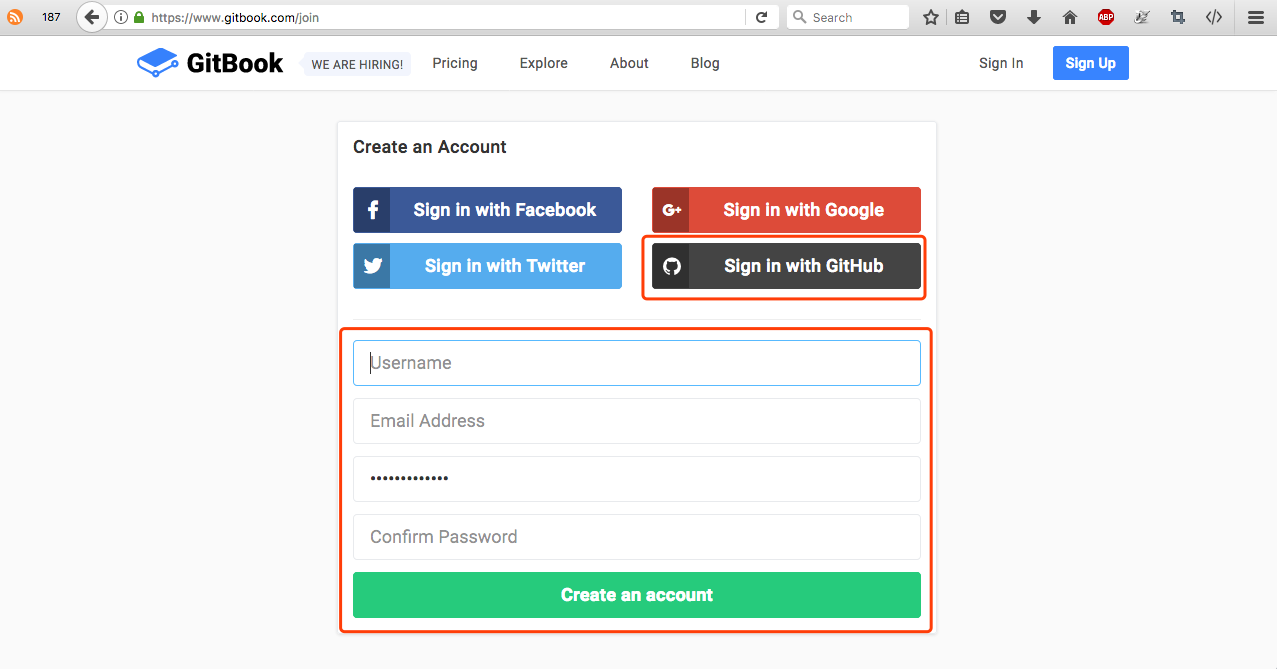 187 https://www.gitbook.com/join Search ABP
GitBook WE ARE HIRING! Pricing Explore About Blog Sign In Sign Up
Create an Account
f Sign in with Facebook G+ Sign in with Google
Sign in with Twitter Sign in with GitHub
Username
Email Address
•••••••••••••
Confirm Password
Create an account